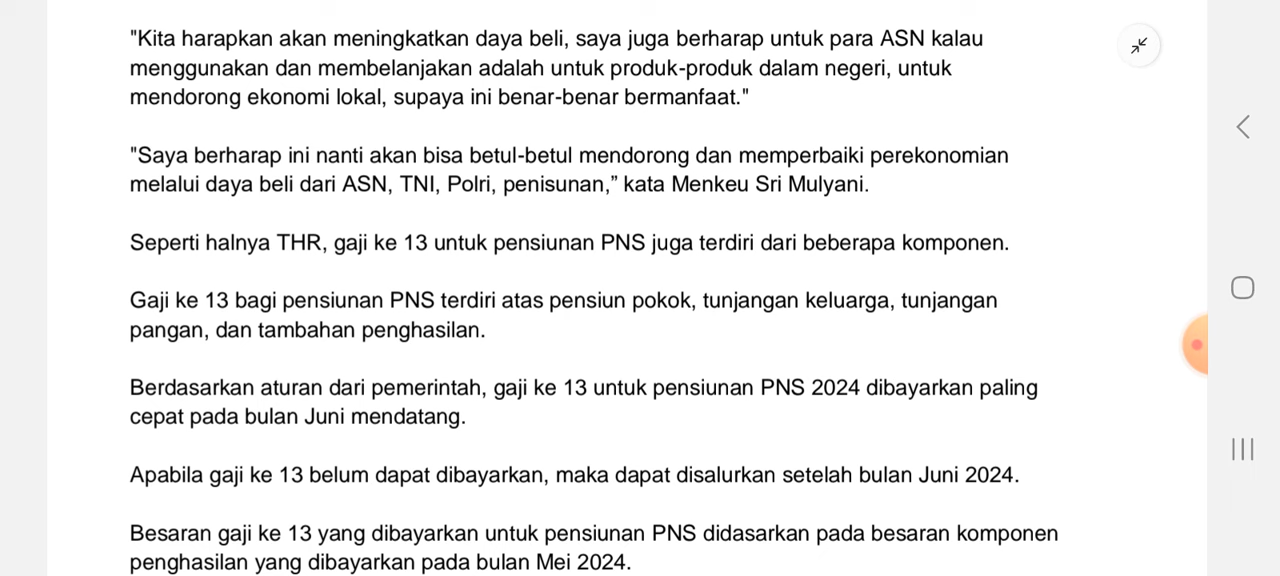 "Kita harapkan akan meningkatkan daya beli, saya juga berharap untuk para ASN kalau
menggunakan dan membelanjakan adalah untuk produk-produk dalam negeri, untuk
mendorong ekonomi lokal, supaya ini benar-benar bermanfaat."
"Saya berharap ini nanti akan bisa betul-betul mendorong dan memperbaiki perekonomian
melalui daya beli dari ASN, TNI, Polri, penisunan,” kata Menkeu Sri Mulyani.
Seperti halnya THR, gaji ke 13 untuk pensiunan PNS juga terdiri dari beberapa komponen.
Gaji ke 13 bagi pensiunan PNS terdiri atas pensiun pokok, tunjangan keluarga, tunjangan
pangan, dan tambahan penghasilan.
Berdasarkan aturan dari pemerintah, gaji ke 13 untuk pensiunan PNS 2024 dibayarkan paling
cepat pada bulan Juni mendatang.
Apabila gaji ke 13 belum dapat dibayarkan, maka dapat disalurkan setelah bulan Juni 2024.
Besaran gaji ke 13 yang dibayarkan untuk pensiunan PNS didasarkan pada besaran komponen
penghasilan yang dibayarkan pada bulan Mei 2024.